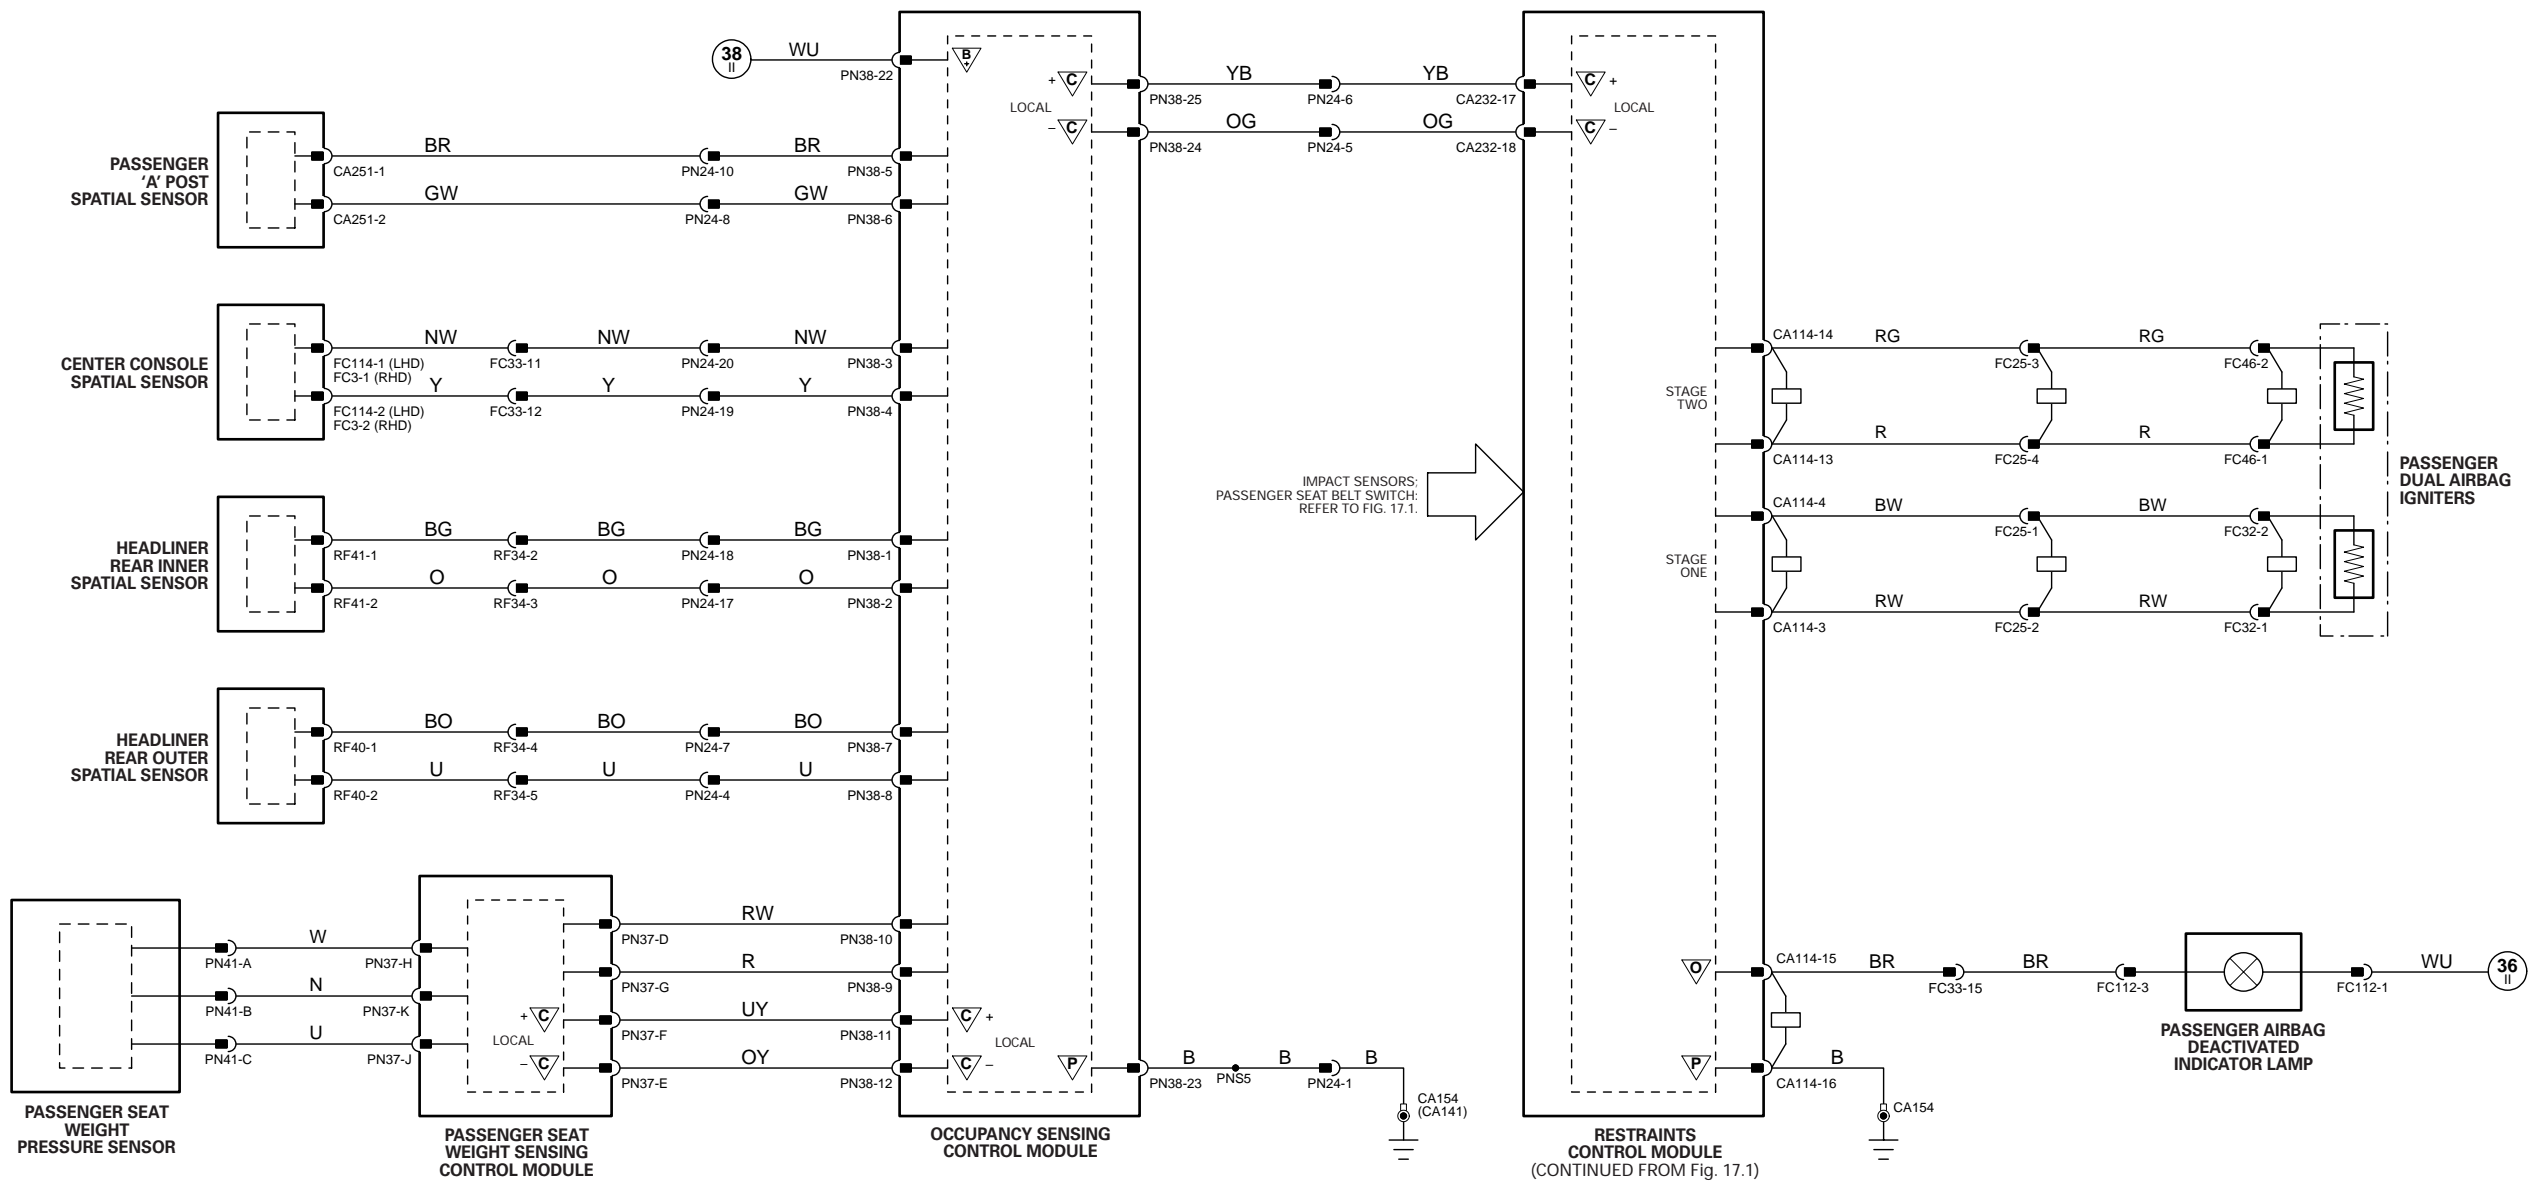 38
II
WU
PN38-22
B
+
PASSENGER
‘A’ POST
SPATIAL SENSOR
CA251-1
BR
PN24-10
BR
PN38-5
CA251-2
GW
PN24-8
GW
PN38-6
CENTER CONSOLE
SPATIAL SENSOR
FC114-1 (LHD)
FC3-1 (RHD)
NW
FC33-11
NW
PN24-20
NW
PN38-3
FC114-2 (LHD)
FC3-2 (RHD)
Y
FC33-12
Y
PN24-19
Y
PN38-4
HEADLINER
REAR INNER
SPATIAL SENSOR
RF41-1
BG
RF34-2
BG
PN24-18
BG
PN38-1
RF41-2
O
RF34-3
O
PN24-17
O
PN38-2
HEADLINER
REAR OUTER
SPATIAL SENSOR
RF40-1
BO
RF34-4
BO
PN24-7
BO
PN38-7
RF40-2
U
RF34-5
U
PN24-4
U
PN38-8
PASSENGER SEAT
WEIGHT
PRESSURE SENSOR
PN41-A
W
PN37-H
PN41-B
N
PN37-K
PN41-C
U
PN37-J
+ C
LOCAL
– C
PASSENGER SEAT
WEIGHT SENSING
CONTROL MODULE
PN37-D
RW
PN38-10
PN37-G
R
PN38-9
PN37-F
UY
PN38-11
PN37-E
OY
PN38-12
C +
LOCAL
C –
P
OCCUPANCY SENSING
CONTROL MODULE
+ C
LOCAL
– C
PN38-25
YB
PN24-6
YB
CA232-17
PN38-24
OG
PN24-5
OG
CA232-18
C +
LOCAL
C –
PN38-23
B
PNS5
B
PN24-1
B
CA154
(CA141)
IMPACT SENSORS;
PASSENGER SEAT BELT SWITCH:
REFER TO FIG. 17.1.
STAGE
TWO
CA114-14
RG
FC25-3
RG
FC46-2
CA114-13
R
FC25-4
R
FC46-1
STAGE
ONE
CA114-4
BW
FC25-1
BW
FC32-2
CA114-3
RW
FC25-2
RW
FC32-1
PASSENGER
DUAL AIRBAG
IGNITERS
O
CA114-15
BR
FC33-15
BR
FC112-3
FC112-1
WU
36
II
PASSENGER AIRBAG
DEACTIVATED
INDICATOR LAMP
P
CA114-16
B
CA154
RESTRAINTS
CONTROL MODULE
(CONTINUED FROM Fig. 17.1)